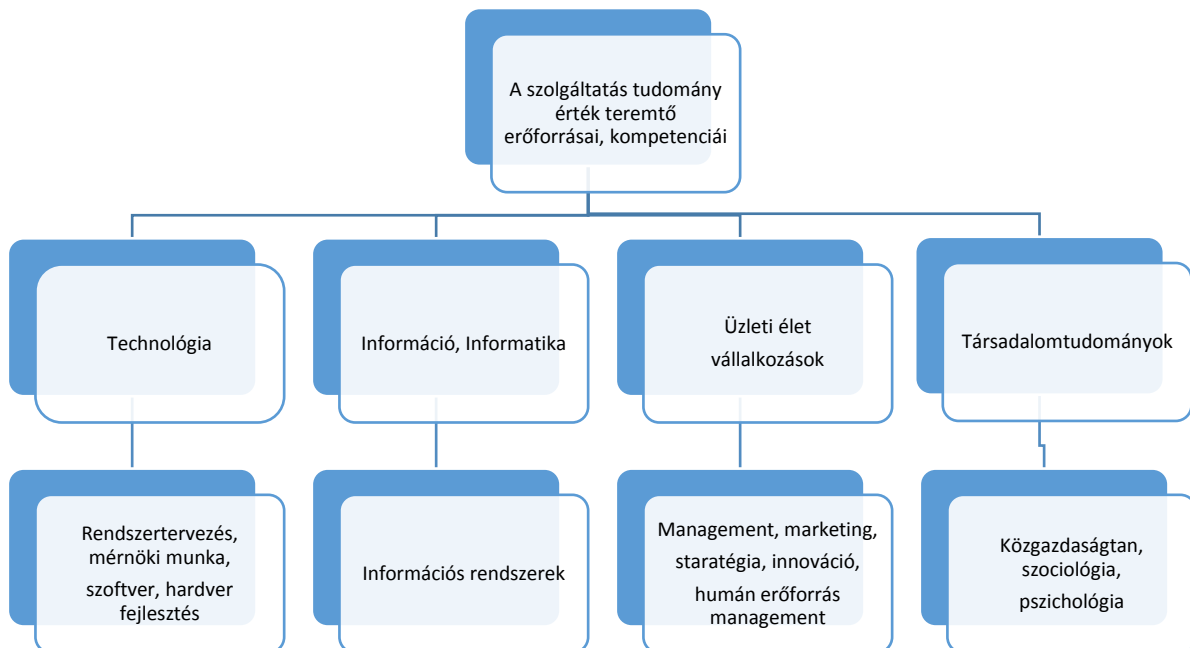 A szolgáltatás tudomány
érték teremtő
erőforrásai, kompetenciái
Technológia
Információ, Informatika
Üzleti élet
vállalkozások
Társadalomtudományok
Rendszertervezés,
mérnöki munka,
szoftver, hardver
fejlesztés
Információs rendszerek
Management, marketing,
staratégia, innováció,
humán erőforrás
management
Közgazdaságtan,
szociológia,
pszichológia